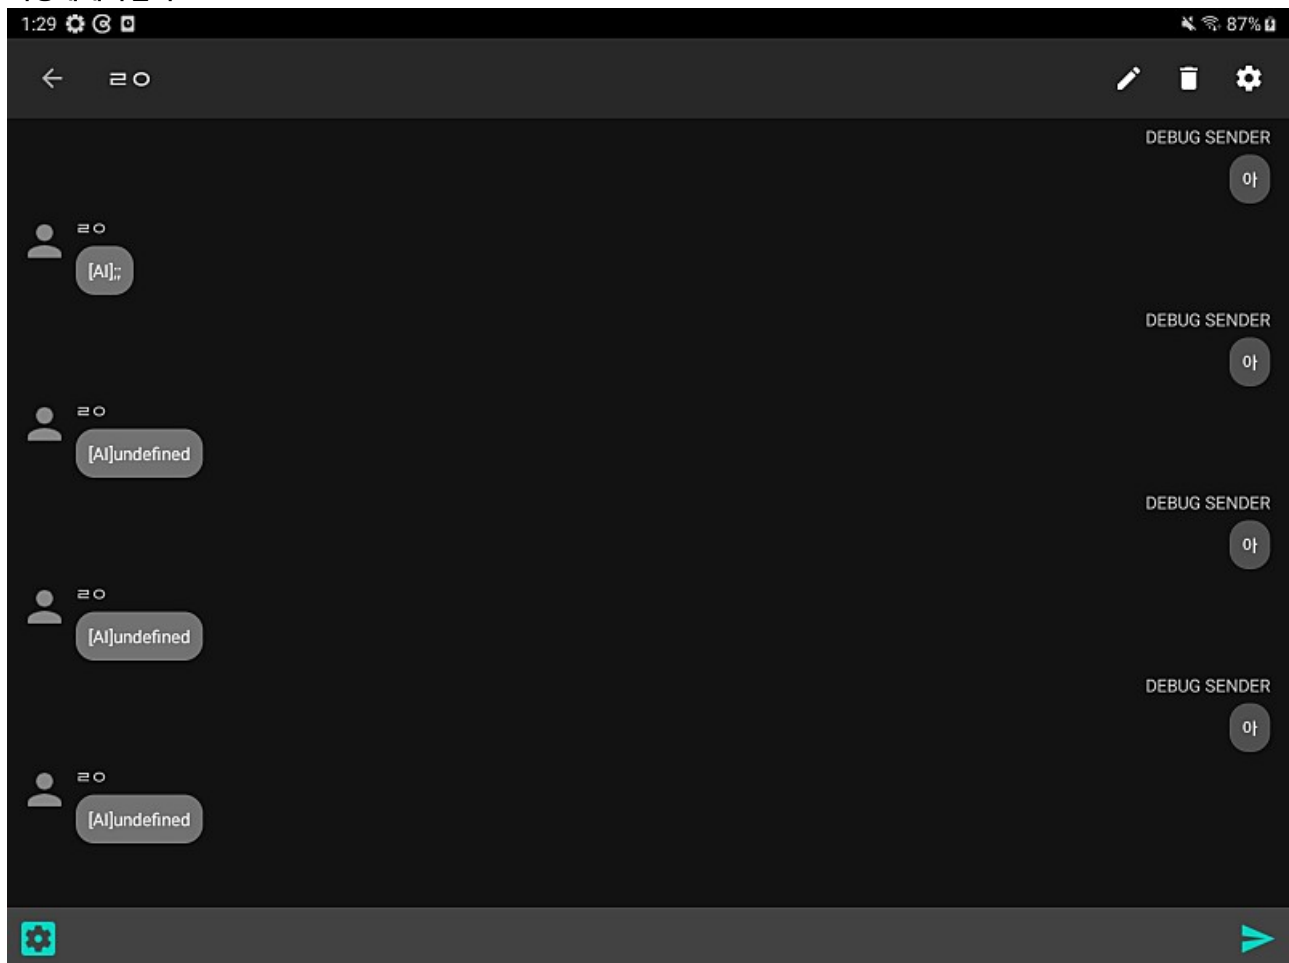 1:29 87%
ㄹㅇ
DEBUG SENDER
아
ㄹㅇ
[AI];;
DEBUG SENDER
아
ㄹㅇ
[AI]undefined
DEBUG SENDER
아
ㄹㅇ
[AI]undefined
DEBUG SENDER
아
ㄹㅇ
[AI]undefined